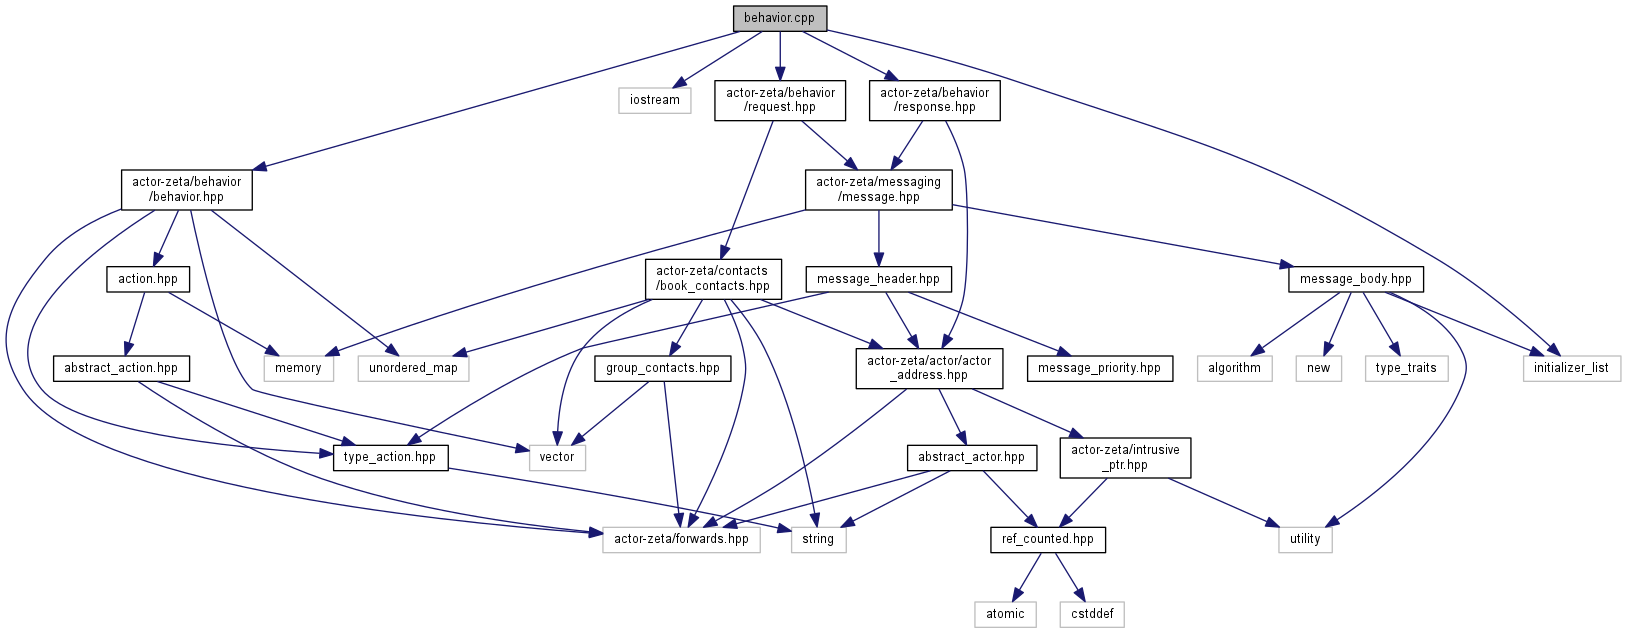 behavior.cpp
iostream
actor-zeta/behavior
/request.hpp
actor-zeta/behavior
/response.hpp
actor-zeta/behavior
/behavior.hpp
actor-zeta/messaging
/message.hpp
action.hpp
actor-zeta/contacts
/book_contacts.hpp
message_header.hpp
message_body.hpp
abstract_action.hpp
memory
unordered_map
group_contacts.hpp
actor-zeta/actor/actor
_address.hpp
message_priority.hpp
algorithm
new
type_traits
initializer_list
type_action.hpp
vector
abstract_actor.hpp
actor-zeta/intrusive
_ptr.hpp
actor-zeta/forwards.hpp
string
ref_counted.hpp
utility
atomic
cstddef